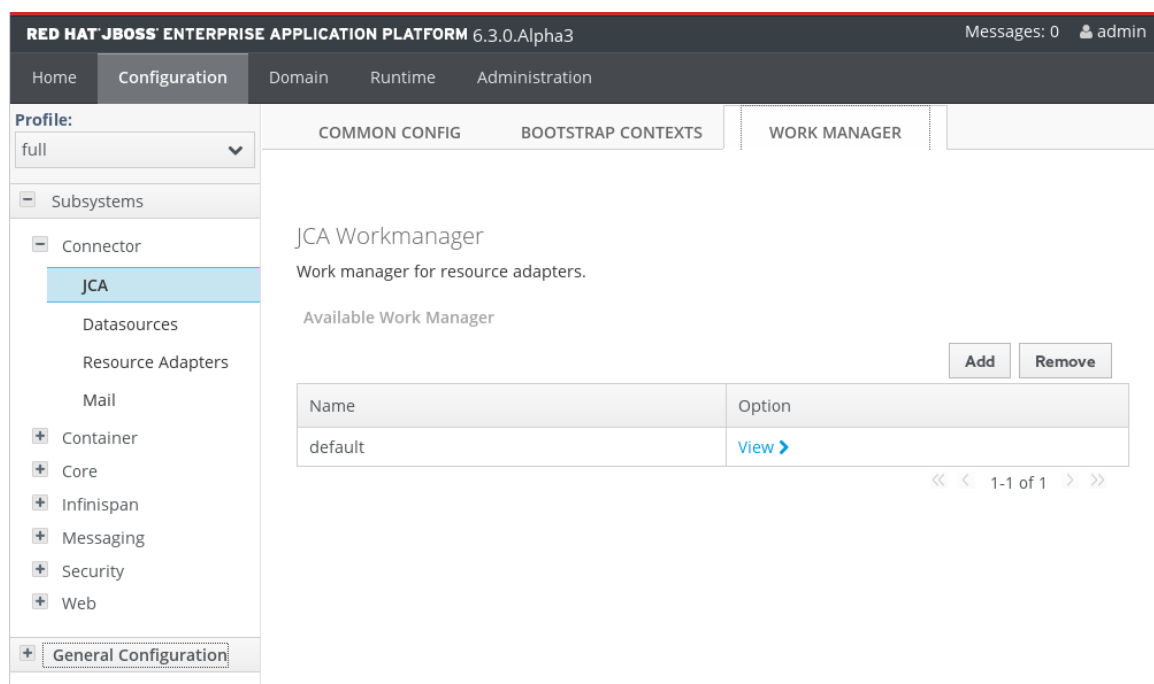 RED HAT JBOSS ENTERPRISE APPLICATION PLATFORM 6.3.0.Alpha3 Messages: 0 admin
Home Configuration Domain Runtime Administration
Profile:
full
COMMON CONFIG BOOTSTRAP CONTEXTS WORK MANAGER
Subsystems
Connector
JCA
Datasources
Resource Adapters
Mail
Container
Core
Infinispan
Messaging
Security
Web
General Configuration
JCA Workmanager
Work manager for resource adapters.
Available Work Manager
Add Remove
Name Option
default View
1-1 of 1